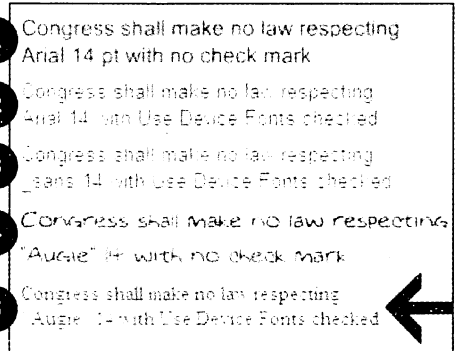 Congress shall make no law respecting
Arial 14 pt with no check mark
Congress shall make no law respecting
Arial 14 with Use Device Fonts checked
Congress shall make no law respecting
_sans 14 with Use Device Fonts checked
Congress shall make no law respecting
"Augie" 14 with no check mark
Congress shall make no law respecting
Augie 14 with Use Device Fonts checked